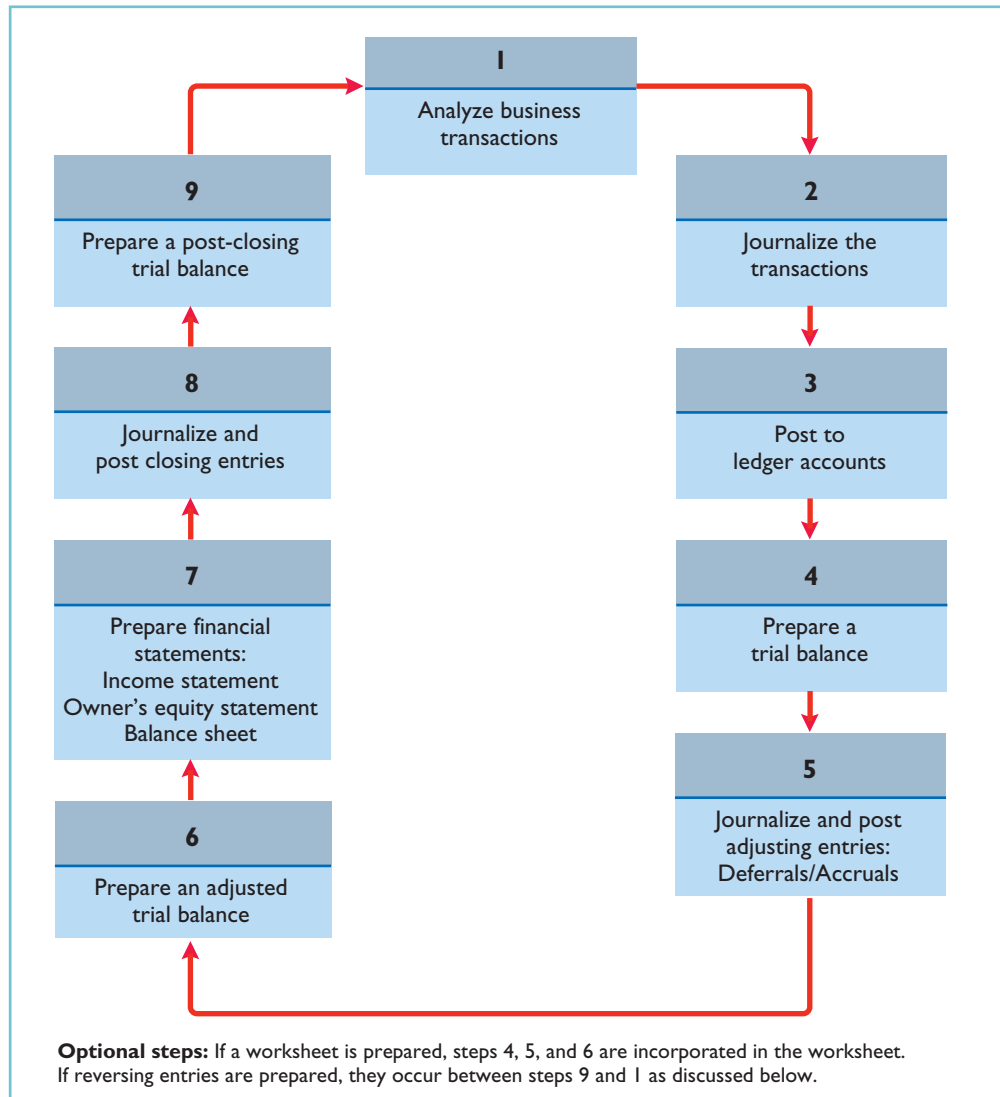 1
Analyze business
transactions
2
Journalize the
transactions
3
Post to
ledger accounts
4
Prepare a
trial balance
5
Journalize and post
adjusting entries:
Deferrals/Accruals
6
Prepare an adjusted
trial balance
7
Prepare financial
statements:
Income statement
Owner’s equity statement
Balance sheet
8
Journalize and
post closing entries
9
Prepare a post-closing
trial balance
Optional steps: If a worksheet is prepared, steps 4, 5, and 6 are incorporated in the worksheet.
If reversing entries are prepared, they occur between steps 9 and 1 as discussed below.